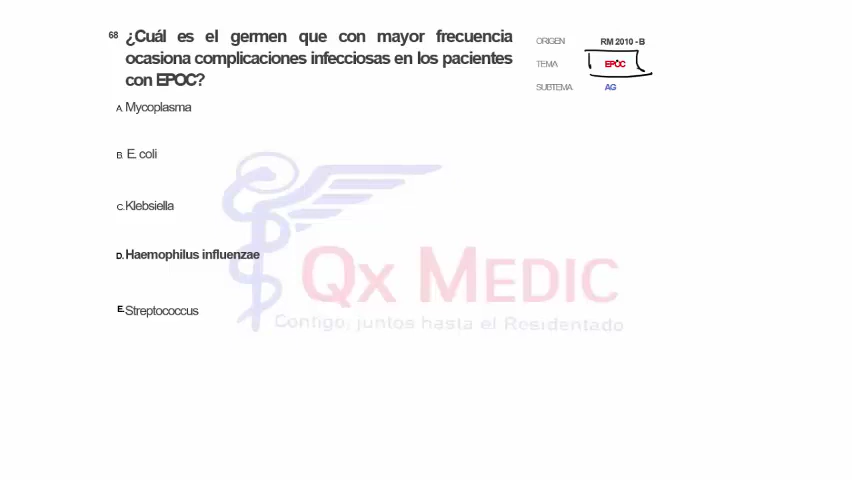 68 ¿Cuál es el germen que con mayor frecuencia
ocasiona complicaciones infecciosas en los pacientes
con EPOC?
ORIGEN RM 2010 - B
TEMA EPOC
SUBTEMA AG
A. Mycoplasma
B. E. coli
C. Klebsiella
D. Haemophilus influenzae
E. Streptococcus
Qx MEDIC
Contigo, juntos hasta el Residentado